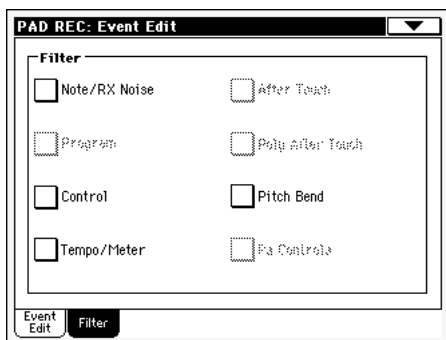 PAD REC: Event Edit
Filter
Note/RX Noise
After Touch
Program
Poly After Touch
Control
Pitch Bend
Tempo/Meter
Pa Controls
Event
Edit
Filter